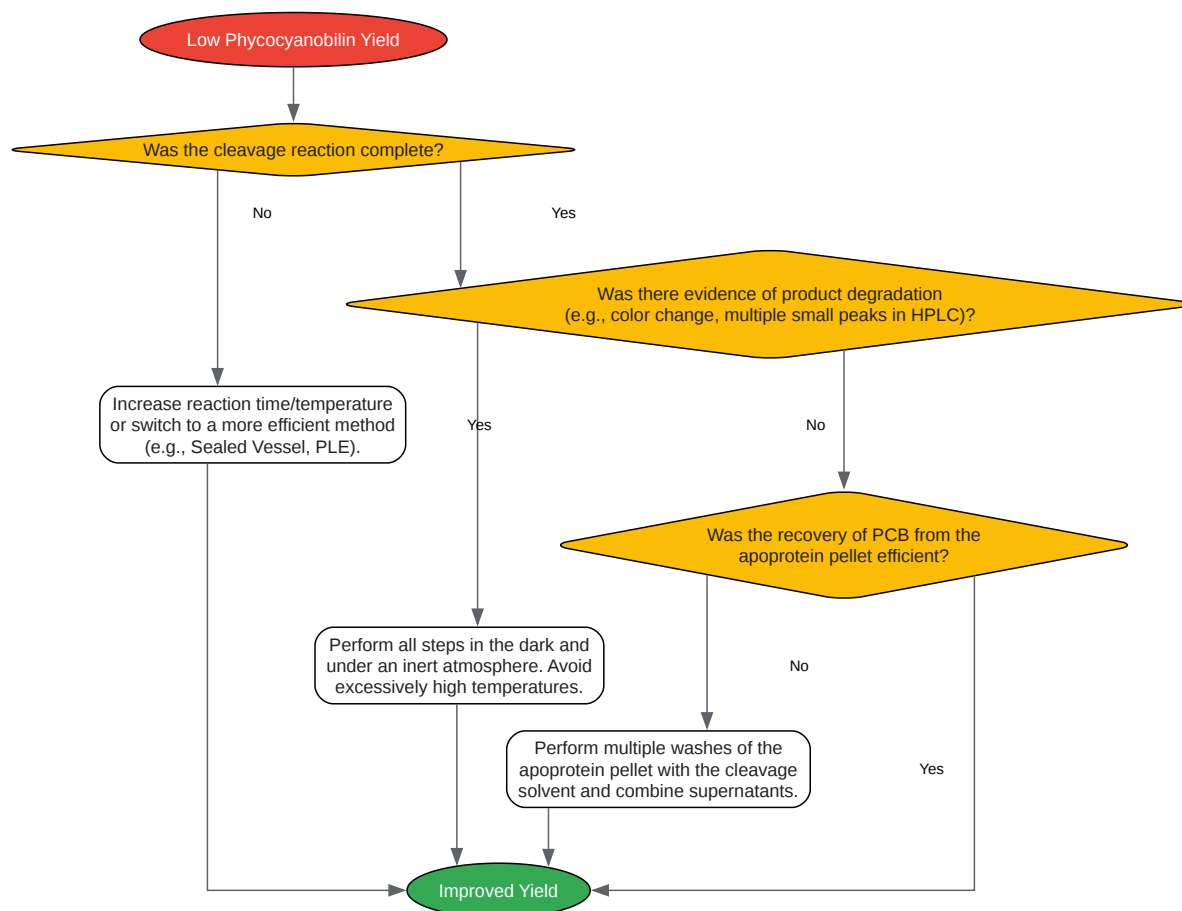 Low Phycocyanobilin Yield
Was the cleavage reaction complete?
No
Yes
Was there evidence of product degradation
(e.g., color change, multiple small peaks in HPLC)?
Increase reaction time/temperature
or switch to a more efficient method
(e.g., Sealed Vessel, PLE).
Yes
No
Was the recovery of PCB from the
apoprotein pellet efficient?
Perform all steps in the dark and
under an inert atmosphere. Avoid
excessively high temperatures.
No
Perform multiple washes of the
apoprotein pellet with the cleavage
solvent and combine supernatants.
Yes
Improved Yield